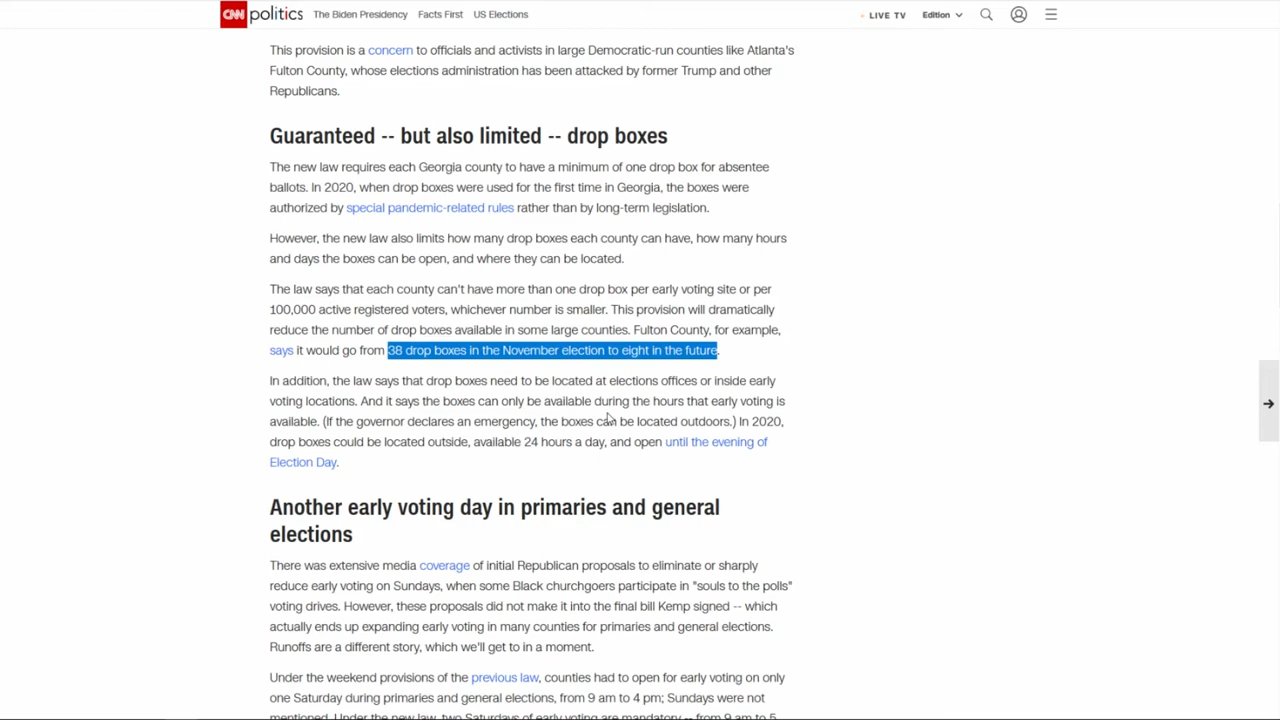 CNN politics The Biden Presidency Facts First US Elections LIVE TV Edition
This provision is a concern to officials and activists in large Democratic-run counties like Atlanta's
Fulton County, whose elections administration has been attacked by former Trump and other
Republicans.
Guaranteed -- but also limited -- drop boxes
The new law requires each Georgia county to have a minimum of one drop box for absentee
ballots. In 2020, when drop boxes were used for the first time in Georgia, the boxes were
authorized by special pandemic-related rules rather than by long-term legislation.
However, the new law also limits how many drop boxes each county can have, how many hours
and days the boxes can be open, and where they can be located.
The law says that each county can't have more than one drop box per early voting site or per
100,000 active registered voters, whichever number is smaller. This provision will dramatically
reduce the number of drop boxes available in some large counties. Fulton County, for example,
says it would go from 38 drop boxes in the November election to eight in the future.
In addition, the law says that drop boxes need to be located at elections offices or inside early
voting locations. And it says the boxes can only be available during the hours that early voting is
available. (If the governor declares an emergency, the boxes can be located outdoors.) In 2020,
drop boxes could be located outside, available 24 hours a day, and open until the evening of
Election Day.
Another early voting day in primaries and general
elections
There was extensive media coverage of initial Republican proposals to eliminate or sharply
reduce early voting on Sundays, when some Black churchgoers participate in "souls to the polls"
voting drives. However, these proposals did not make it into the final bill Kemp signed -- which
actually ends up expanding early voting in many counties for primaries and general elections.
Runoffs are a different story, which we'll get to in a moment.
Under the weekend provisions of the previous law, counties had to open for early voting on only
one Saturday during primaries and general elections, from 9 am to 4 pm; Sundays were not
mentioned. Under the new law, two Saturdays of early voting are mandatory -- from 9 am to 5